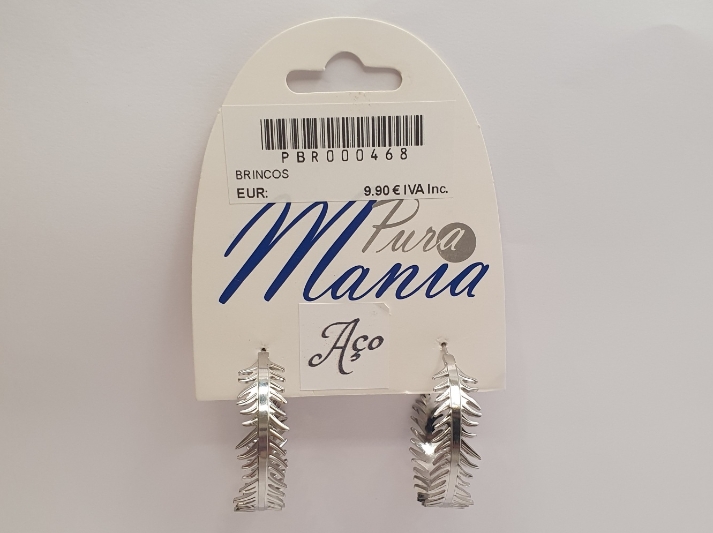 PBR000468
BRINCOS
EUR: 9.90 € IVA Inc.
Pura
Mania
Aço